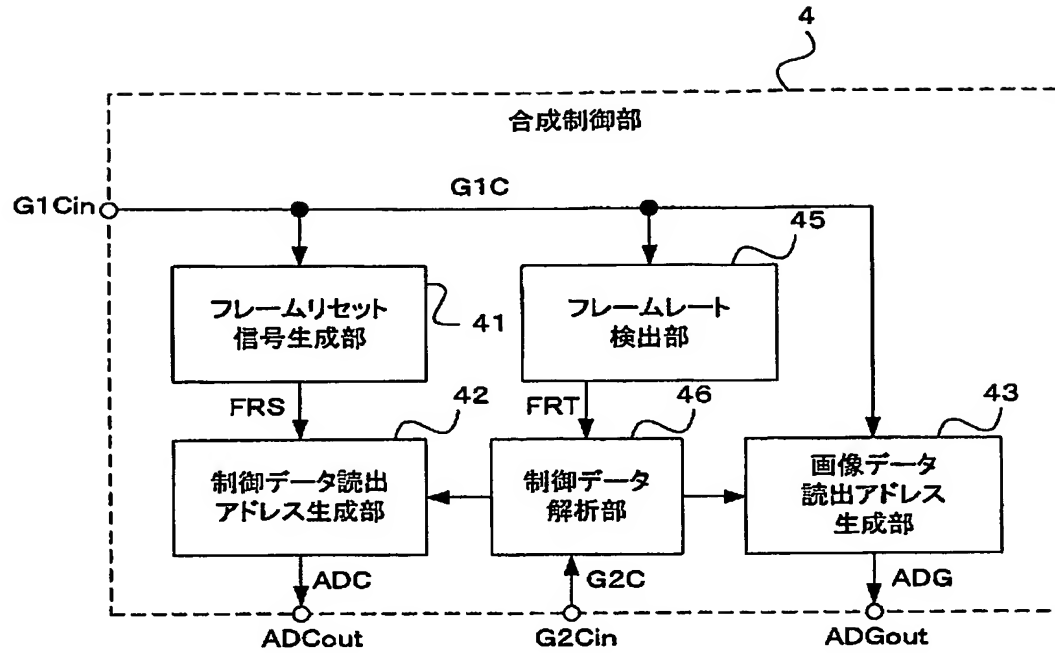 4
合成制御部
G1C
G1Cin
45
フレームリセット
信号生成部
41
フレームレート
検出部
FRS
42
FRT
46
43
制御データ読出
アドレス生成部
制御データ
解析部
画像データ
読出アドレス
生成部
ADC
G2C
ADG
ADCout
G2Cin
ADGout